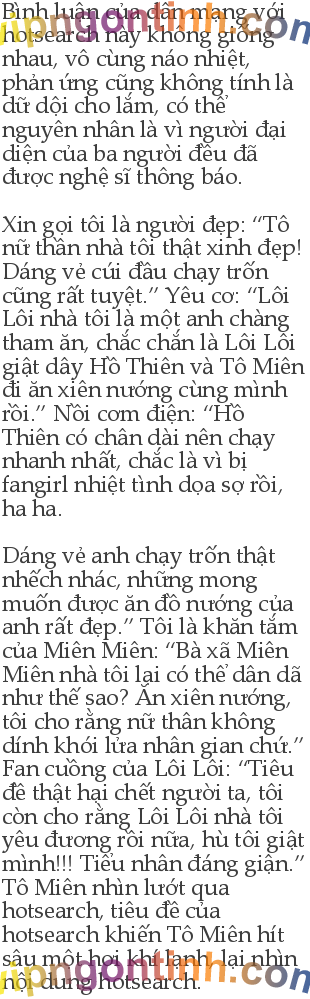 Bình luận của dân mạng với
hotsearch này không giống
nhau, vô cùng náo nhiệt,
phản ứng cũng không tính là
dữ dội cho lắm, có thể
nguyên nhân là vì người đại
diện của ba người đều đã
được nghệ sĩ thông báo.
Xin gọi tôi là người đẹp: “Tô
nữ thần nhà tôi thật xinh đẹp!
Dáng vẻ cúi đầu chạy trốn
cũng rất tuyệt.” Yêu cơ: “Lôi
Lôi nhà tôi là một anh chàng
tham ăn, chắc chắn là Lôi Lôi
giật dây Hồ Thiên và Tô Miên
đi ăn xiên nướng cùng mình
rồi.” Nồi cơm điện: “Hồ
Thiên có chân dài nên chạy
nhanh nhất, chắc là vì bị
fangirl nhiệt tình dọa sợ rồi,
ha ha.
Dáng vẻ anh chạy trốn thật
nhếch nhác, những mong
muốn được ăn đồ nướng của
anh rất đẹp.” Tôi là khăn tắm
của Miên Miên: “Bà xã Miên
Miên nhà tôi lại có thể dân dã
như thế sao? Ăn xiên nướng,
tôi cho rằng nữ thần không
dính khói lửa nhân gian chứ.”
Fan cuồng của Lôi Lôi: “Tiêu
đề thật hại chết người ta, tôi
còn cho rằng Lôi Lôi nhà tôi
yêu đương rồi nữa, hù tôi giật
mình!!! Tiểu nhân đáng giận.”
Tô Miên nhìn lướt qua
hotsearch, tiêu đề của
hotsearch khiến Tô Miên hít
sâu một hơi khí lạnh, lại nhìn
nội dung hotsearch.
vipngontinh.com
vipngontinh.com